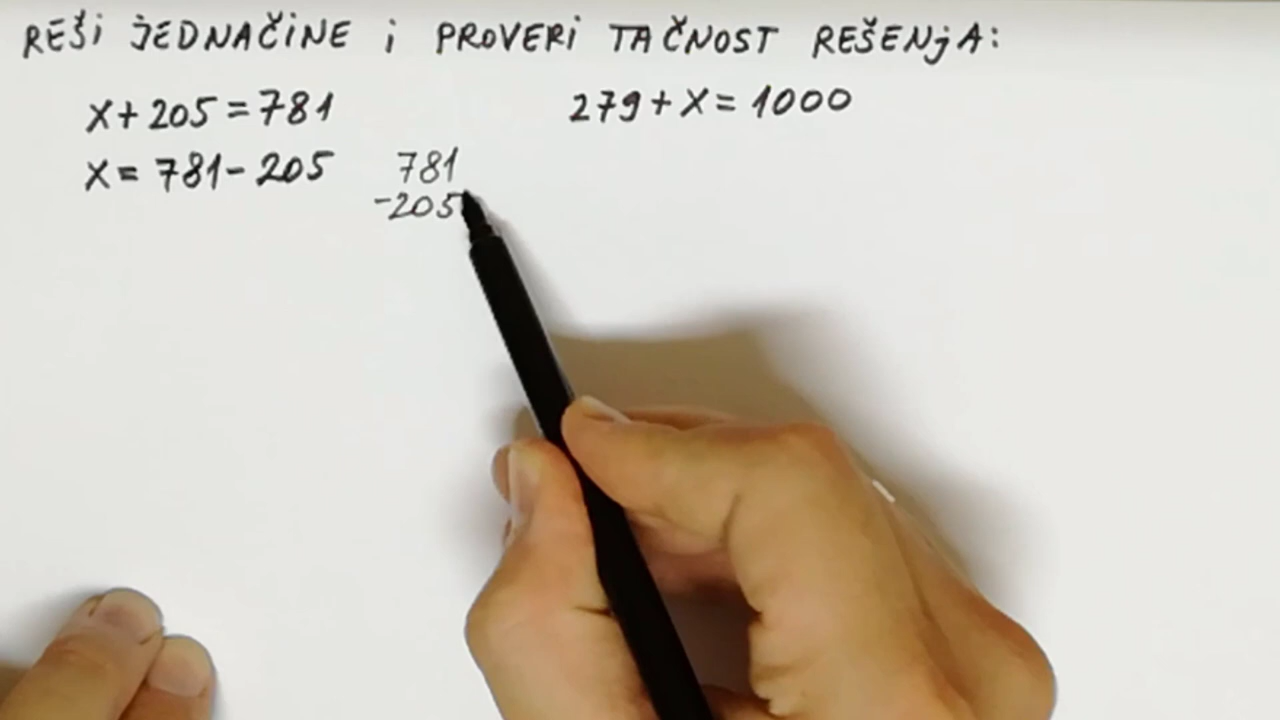 REŠi JEDNAČINE i PROVERi TAČNOST REŠENjA:
x + 205 = 781
x = 781 - 205
781
-205
279 + x = 1000